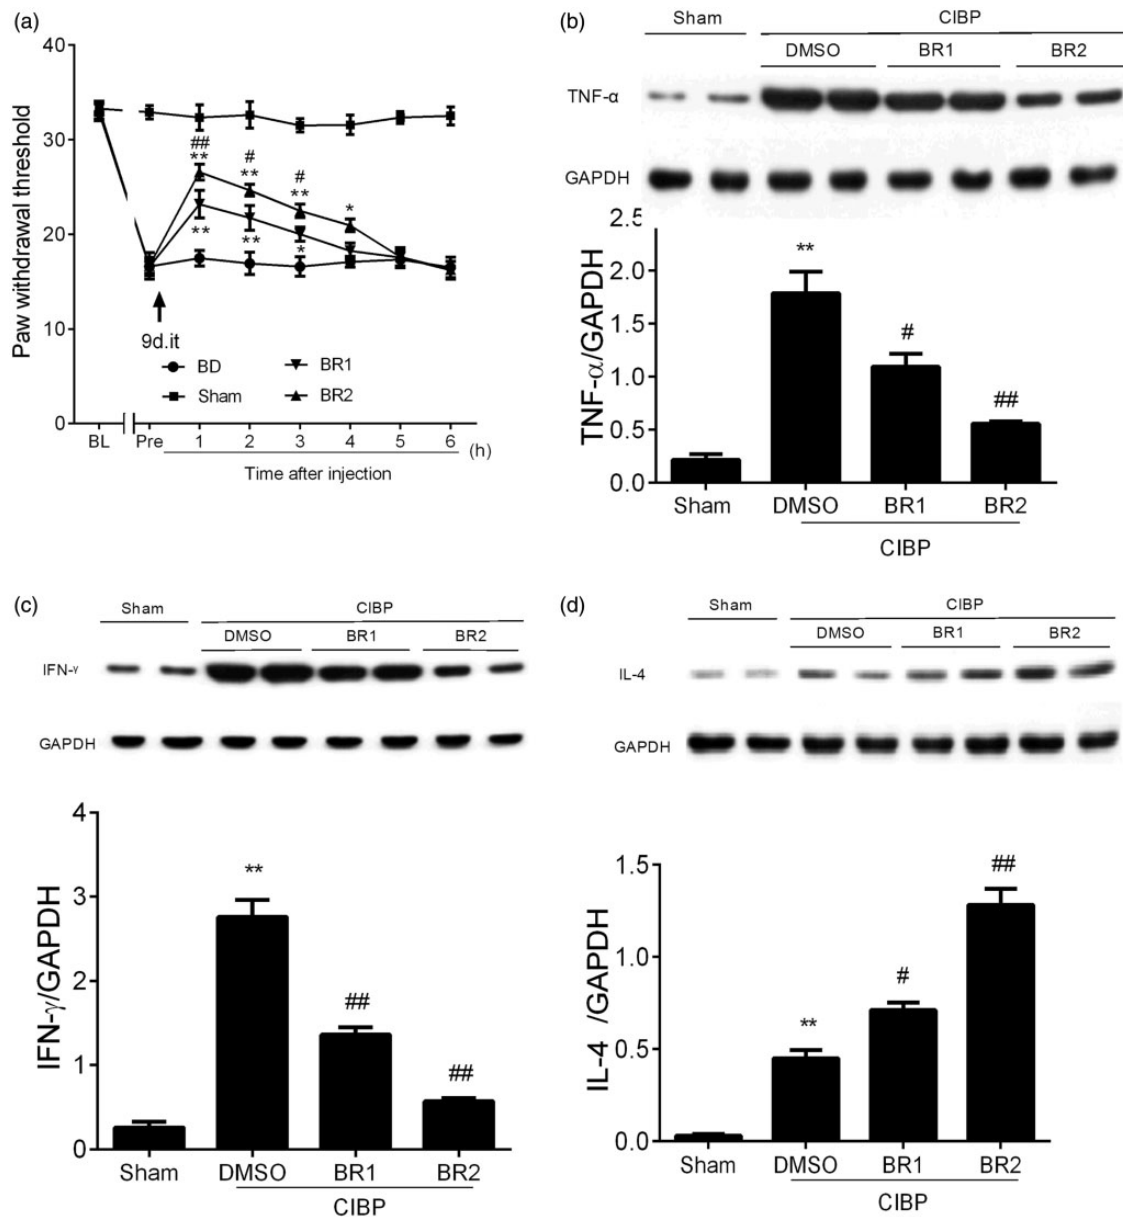 (a)
Paw withdrawal threshold
40
30
20
10
0
##
**
#
**
#
**
*
**
**
*
9d.it
BD
BR1
Sham
BR2
BL
Pre
1
2
3
4
5
6
(h)
Time after injection
(b)
Sham
CIBP
DMSO
BR1
BR2
TNF-α
GAPDH
TNF-α/GAPDH
2.5
2.0
1.5
1.0
0.5
0.0
**
#
##
Sham
DMSO
BR1
BR2
CIBP
(c)
Sham
CIBP
DMSO
BR1
BR2
IFN-γ
GAPDH
IFN-γ/GAPDH
4
3
2
1
0
**
##
##
Sham
DMSO
BR1
BR2
CIBP
(d)
Sham
CIBP
DMSO
BR1
BR2
IL-4
GAPDH
IL-4 /GAPDH
1.5
1.0
0.5
0.0
**
#
##
Sham
DMSO
BR1
BR2
CIBP